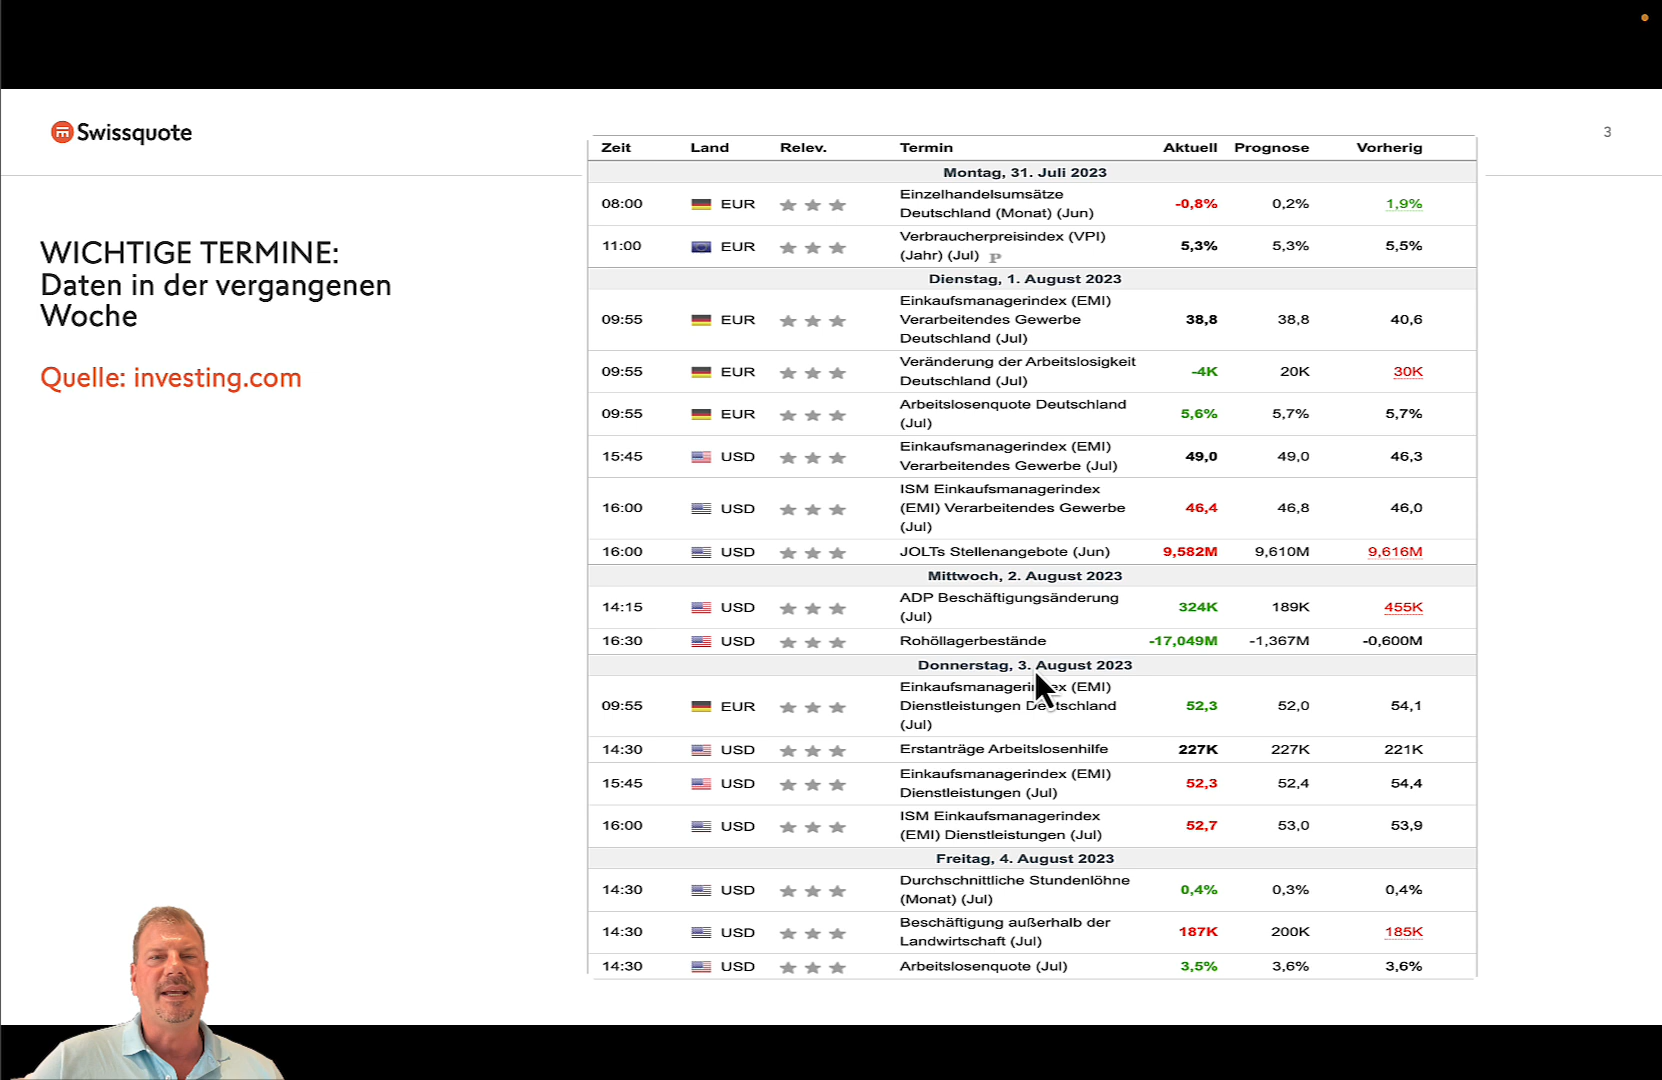 Swissquote
3
WICHTIGE TERMINE:
Daten in der vergangenen
Woche
Quelle: investing.com
Zeit Land Relev. Termin Aktuell Prognose Vorherig
Montag, 31. Juli 2023
08:00 EUR Einzelhandelsumsätze
Deutschland (Monat) (Jun) -0,8% 0,2% 1,9%
11:00 EUR Verbraucherpreisindex (VPI)
(Jahr) (Jul) P 5,3% 5,3% 5,5%
Dienstag, 1. August 2023
09:55 EUR Einkaufsmanagerindex (EMI)
Verarbeitendes Gewerbe
Deutschland (Jul) 38,8 38,8 40,6
09:55 EUR Veränderung der Arbeitslosigkeit
Deutschland (Jul) -4K 20K 30K
09:55 EUR Arbeitslosenquote Deutschland
(Jul) 5,6% 5,7% 5,7%
15:45 USD Einkaufsmanagerindex (EMI)
Verarbeitendes Gewerbe (Jul) 49,0 49,0 46,3
16:00 USD ISM Einkaufsmanagerindex
(EMI) Verarbeitendes Gewerbe
(Jul) 46,4 46,8 46,0
16:00 USD JOLTs Stellenangebote (Jun) 9,582M 9,610M 9,616M
Mittwoch, 2. August 2023
14:15 USD ADP Beschäftigungsänderung
(Jul) 324K 189K 455K
16:30 USD Rohöllagerbestände -17,049M -1,367M -0,600M
Donnerstag, 3. August 2023
09:55 EUR Einkaufsmanagerindex (EMI)
Dienstleistungen Deutschland
(Jul) 52,3 52,0 54,1
14:30 USD Erstanträge Arbeitslosenhilfe 227K 227K 221K
15:45 USD Einkaufsmanagerindex (EMI)
Dienstleistungen (Jul) 52,3 52,4 54,4
16:00 USD ISM Einkaufsmanagerindex
(EMI) Dienstleistungen (Jul) 52,7 53,0 53,9
Freitag, 4. August 2023
14:30 USD Durchschnittliche Stundenlöhne
(Monat) (Jul) 0,4% 0,3% 0,4%
14:30 USD Beschäftigung außerhalb der
Landwirtschaft (Jul) 187K 200K 185K
14:30 USD Arbeitslosenquote (Jul) 3,5% 3,6% 3,6%